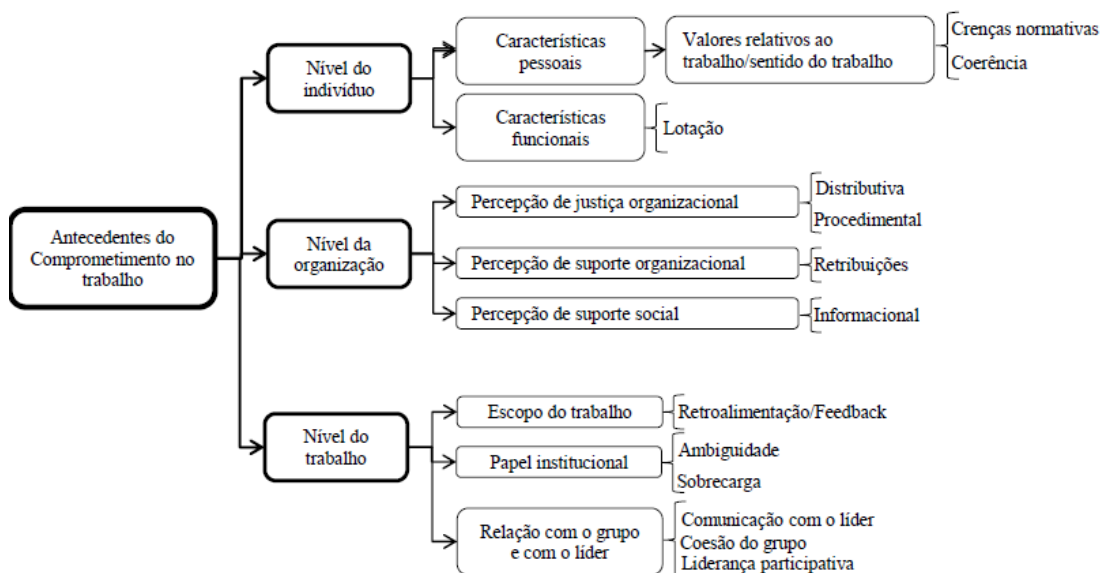 Antecedentes do
Comprometimento no
trabalho
Nível do
indivíduo
Características
pessoais
Valores relativos ao
trabalho/sentido do trabalho
Crenças normativas
Coerência
Características
funcionais
Lotação
Nível da
organização
Percepção de justiça organizacional
Distributiva
Procedimental
Percepção de suporte organizacional
Retribuições
Percepção de suporte social
Informacional
Nível do
trabalho
Escopo do trabalho
Retroalimentação/Feedback
Papel institucional
Ambiguidade
Sobrecarga
Relação com o grupo
e com o líder
Comunicação com o líder
Coesão do grupo
Liderança participativa